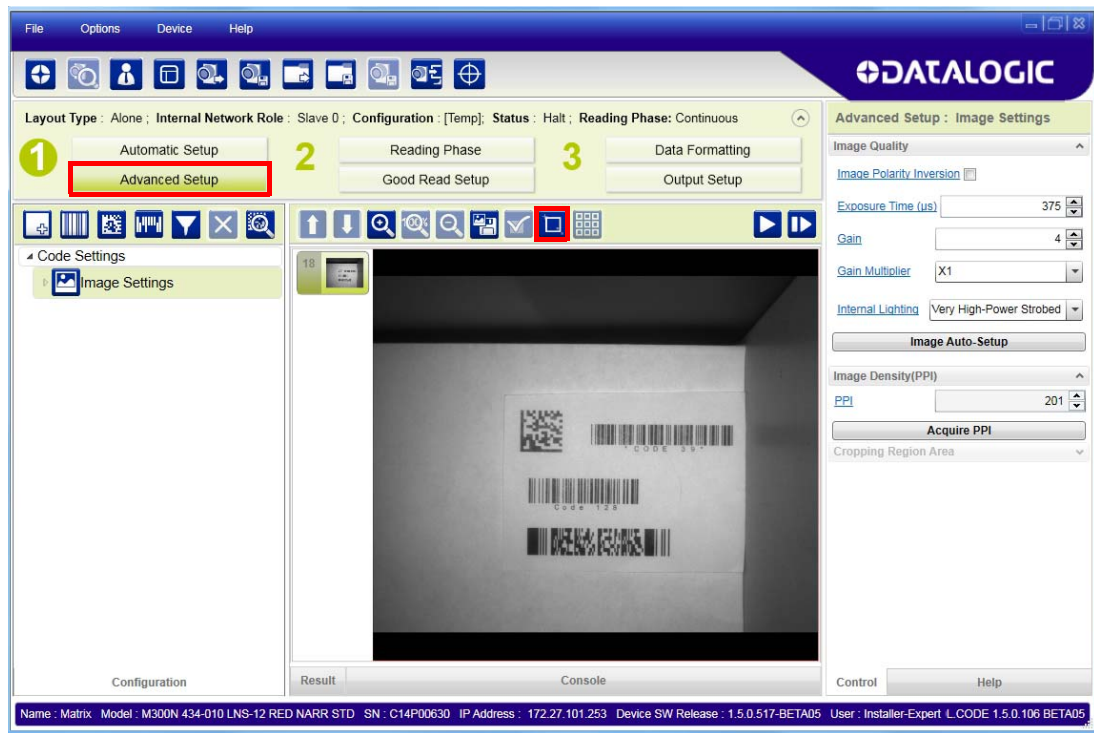 File Options Device Help
DATALOGIC
Layout Type : Alone ; Internal Network Role : Slave 0 ; Configuration : [Temp]; Status : Halt ; Reading Phase: Continuous
1 Automatic Setup 2 Reading Phase 3 Data Formatting
Advanced Setup Good Read Setup Output Setup
Code Settings
Image Settings
Configuration
100%
18
*CODE 39*
Code 128
Result Console
Advanced Setup : Image Settings
Image Quality
Image Polarity Inversion
Exposure Time (µs) 375
Gain 4
Gain Multiplier X1
Internal Lighting Very High-Power Strobed
Image Auto-Setup
Image Density(PPI)
PPI 201
Acquire PPI
Cropping Region Area
Control Help
Name : Matrix Model : M300N 434-010 LNS-12 RED NARR STD SN : C14P00630 IP Address : 172.27.101.253 Device SW Release : 1.5.0.517-BETA05 User : Installer-Expert L.CODE 1.5.0.106 BETA05